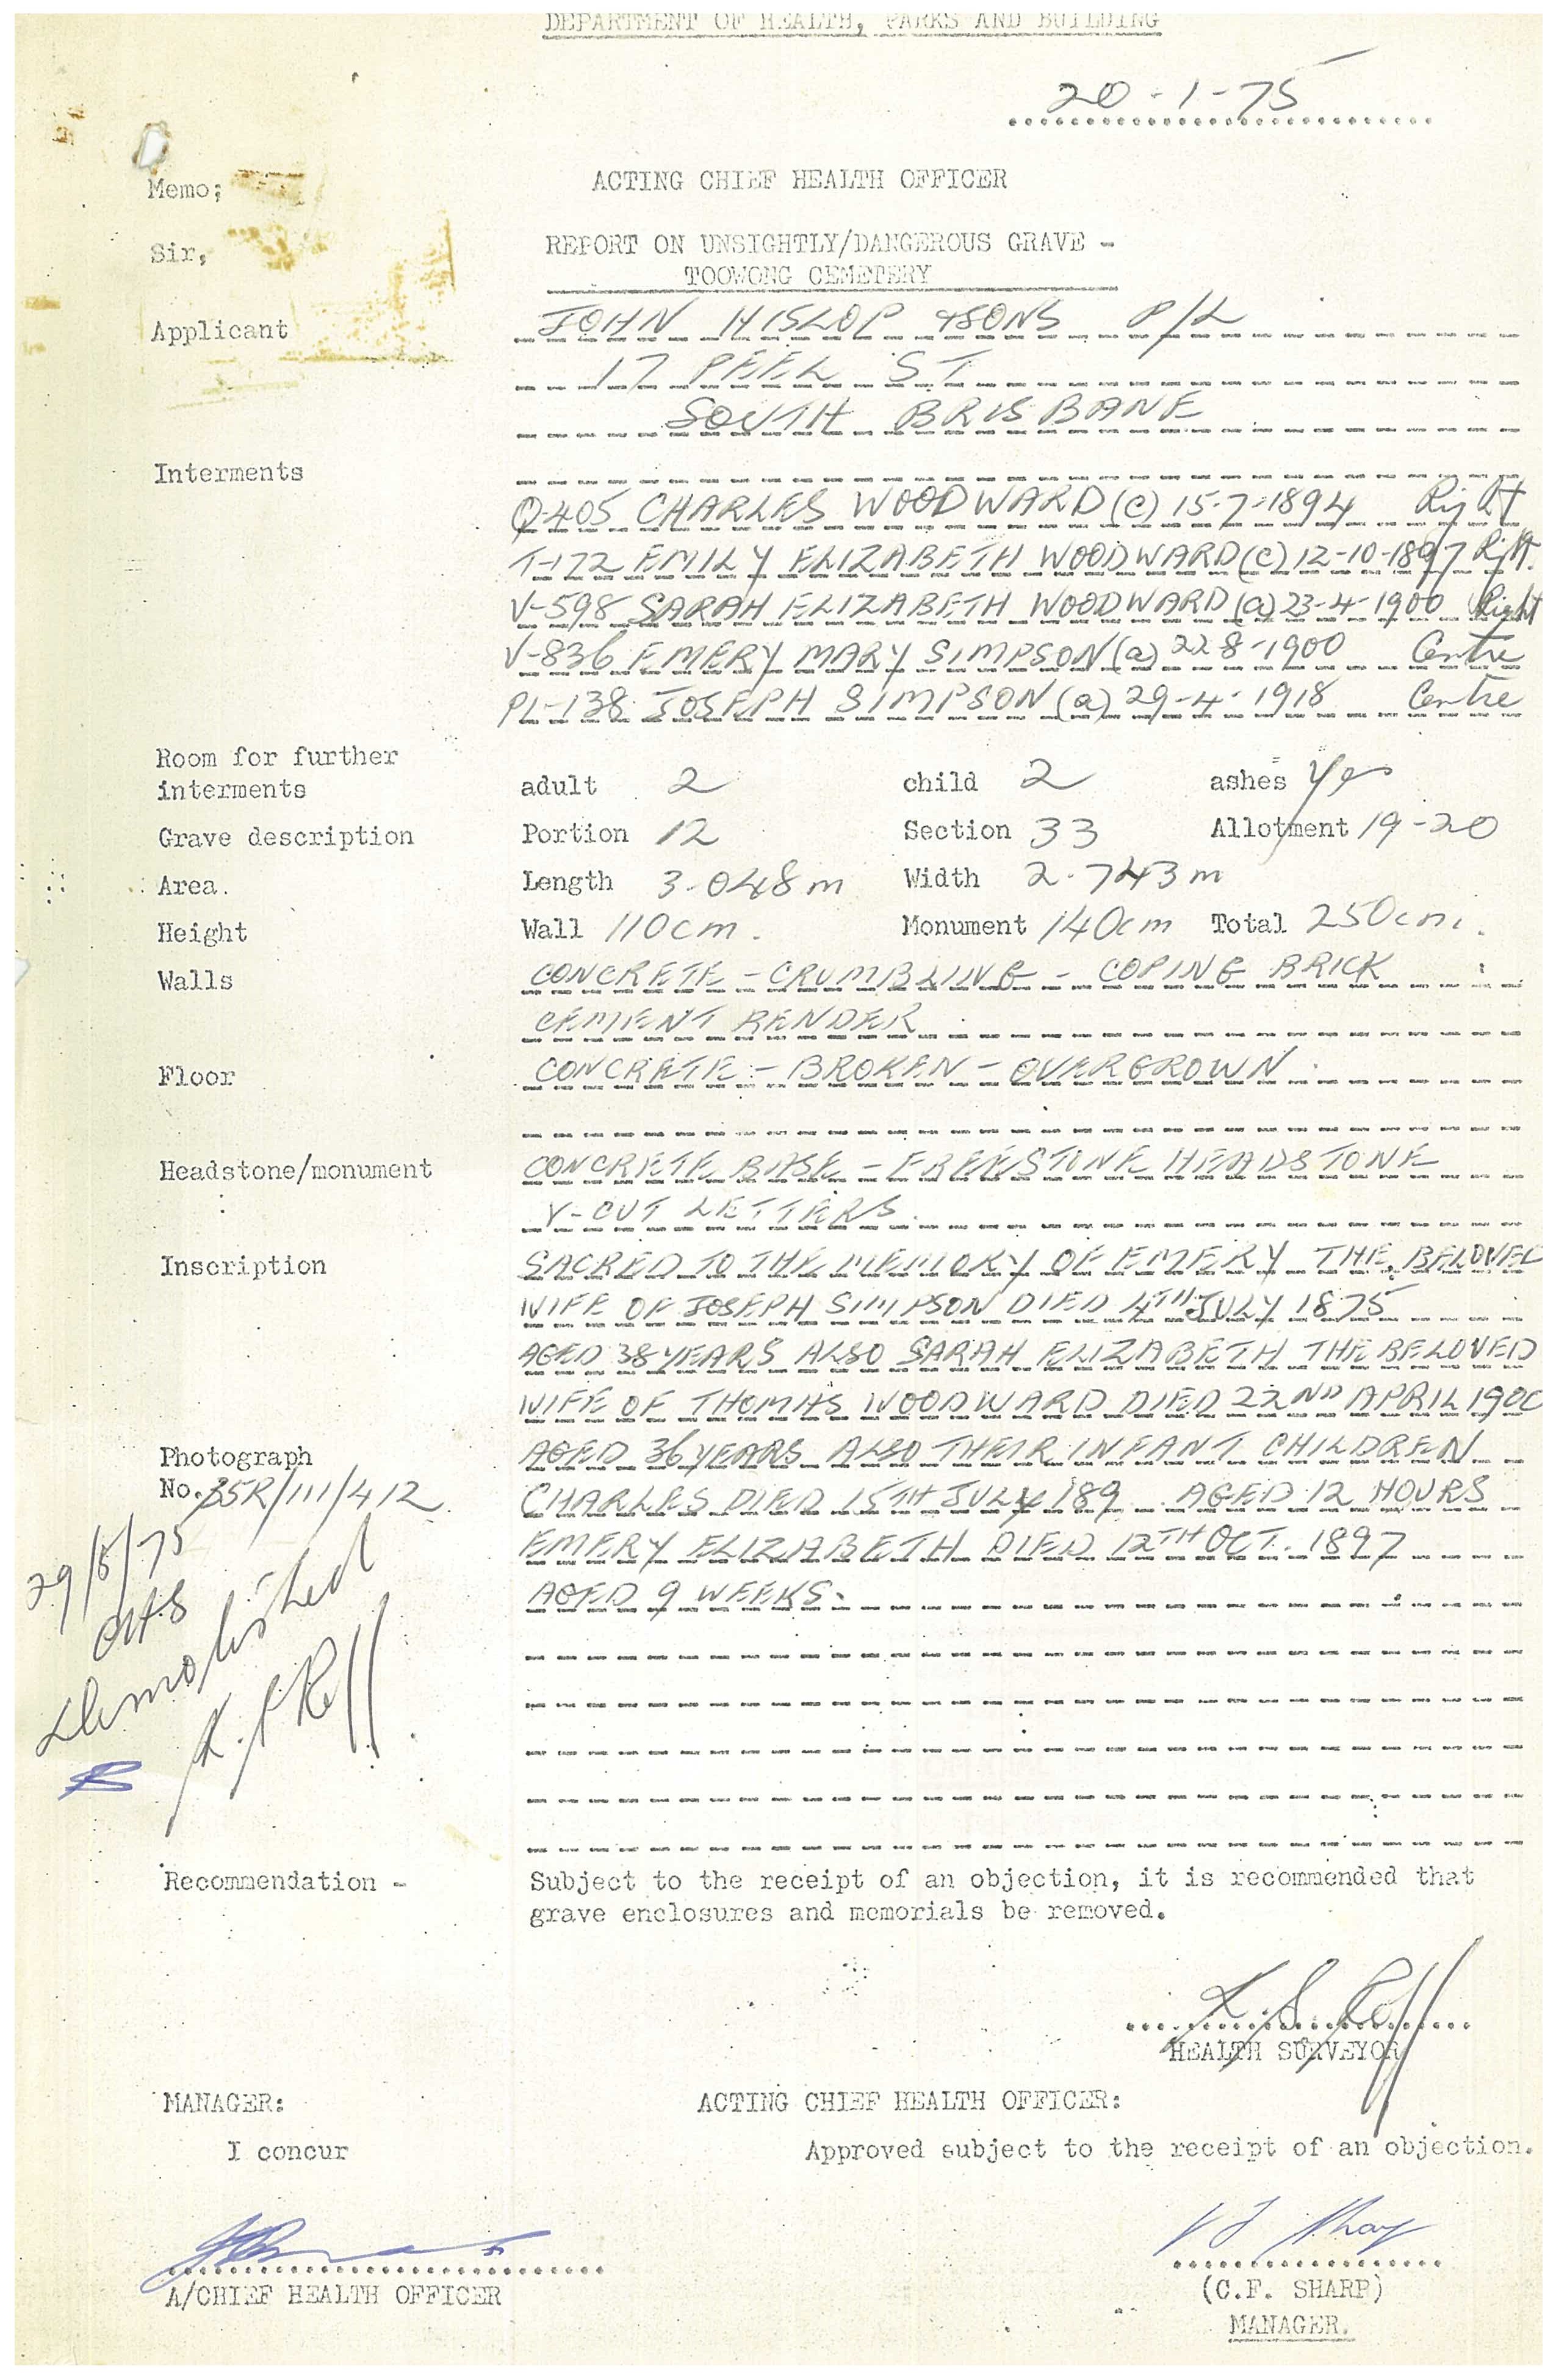 DEPARTMENT OF HEALTH, PARKS AND BUILDING
20-1-75
Memo; ACTING CHIEF HEALTH OFFICER
Sir, REPORT ON UNSIGHTLY/DANGEROUS GRAVE -
TOOWONG CEMETERY
Applicant JOHN HISLOP & SONS P/L
17 PEEL ST
SOUTH BRISBANE
Interments
Q-405 CHARLES WOODWARD (c) 15-7-1894 Right
T-172 EMILY ELIZABETH WOODWARD (c) 12-10-1897 Right
V-598 SARAH ELIZABETH WOODWARD (a) 23-4-1900 Right
V-836 EMERY MARY SIMPSON (a) 22-8-1900 Centre
P1-138 JOSEPH SIMPSON (a) 29-4-1918 Centre
Room for further
interments adult 2 child 2 ashes Yes
Grave description Portion 12 Section 33 Allotment 19-20
Area. Length 3.048m Width 2.743m
Height Wall 110cm. Monument 140cm Total 250cm.
Walls CONCRETE - CRUMBLING - COPING BRICK
CEMENT RENDER
Floor CONCRETE - BROKEN - OVERGROWN
Headstone/monument CONCRETE BASE - FREESTONE HEADSTONE
V-CUT LETTERS.
Inscription SACRED TO THE MEMORY OF EMERY THE BELOVED
WIFE OF JOSEPH SIMPSON DIED 4TH JULY 1875
AGED 38 YEARS ALSO SARAH ELIZABETH THE BELOVED
WIFE OF THOMAS WOODWARD DIED 22ND APRIL 1900
Photograph AGED 36 YEARS ALSO THEIR INFANT CHILDREN
No. 35R/111/412 CHARLES DIED 15TH JULY 189 AGED 12 HOURS
EMERY ELIZABETH DIED 12TH OCT. 1897
AGED 9 WEEKS.
29/8/75
Demolished
Recommendation - Subject to the receipt of an objection, it is recommended that
grave enclosures and memorials be removed.
HEALTH SURVEYOR
MANAGER: ACTING CHIEF HEALTH OFFICER:
I concur Approved subject to the receipt of an objection.
A/CHIEF HEALTH OFFICER (C.F. SHARP)
MANAGER.